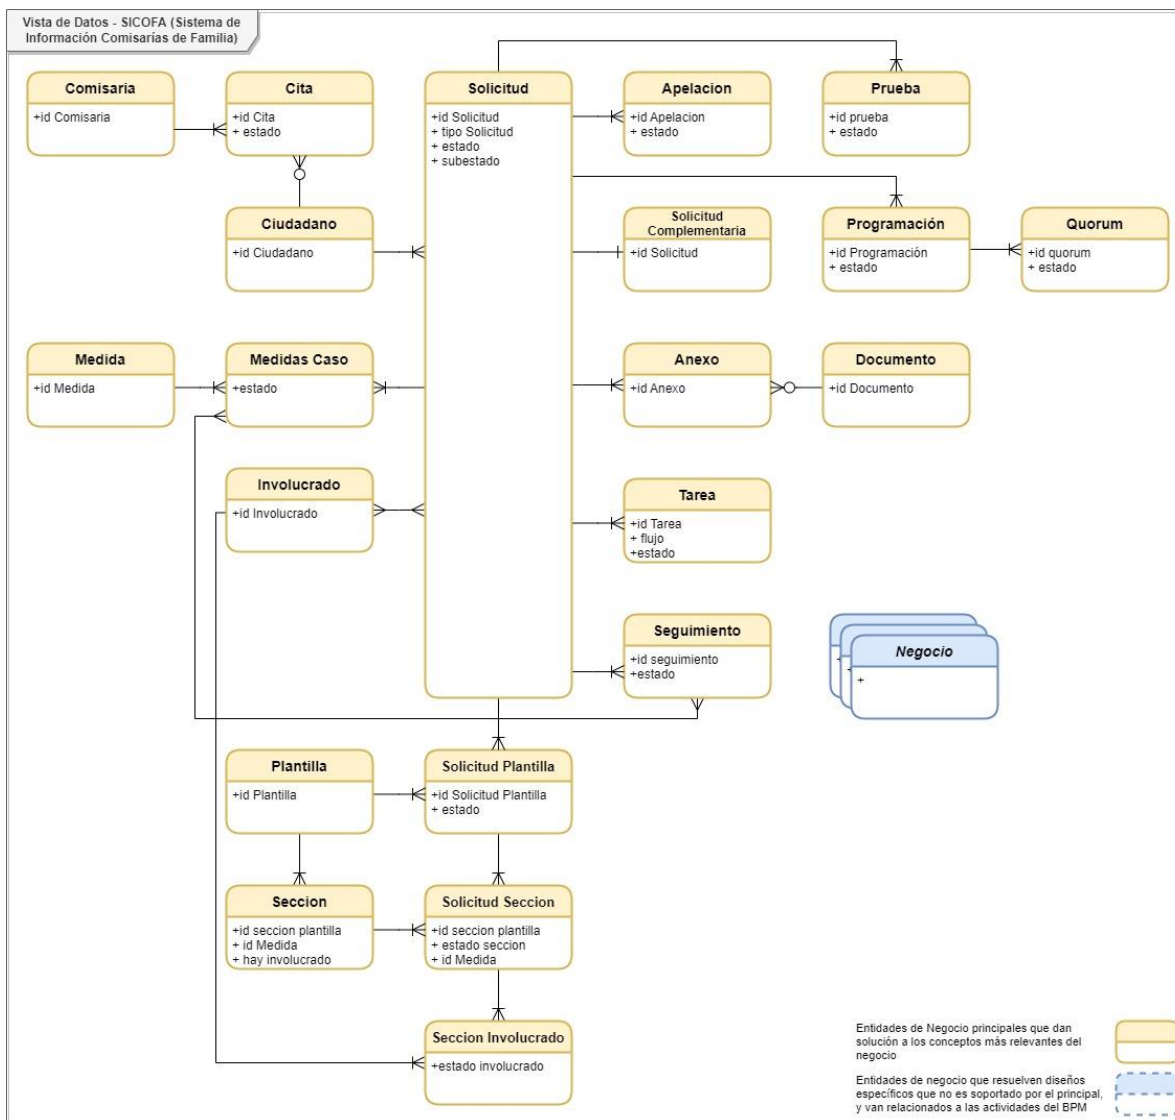 Vista de Datos - SICOFA (Sistema de
Información Comisarías de Familia)
Comisaria
+id Comisaria
Cita
+id Cita
+ estado
Solicitud
+id Solicitud
+ tipo Solicitud
+ estado
+ subestado
Apelacion
+id Apelacion
+ estado
Prueba
+id prueba
+ estado
Ciudadano
+id Ciudadano
Solicitud
Complementaria
+id Solicitud
Programación
+id Programación
+ estado
Quorum
+id quorum
+ estado
Medida
+id Medida
Medidas Caso
+estado
Anexo
+id Anexo
Documento
+id Documento
Involucrado
+id Involucrado
Tarea
+id Tarea
+ flujo
+estado
Seguimiento
+id seguimiento
+estado
Negocio
+
Plantilla
+id Plantilla
Solicitud Plantilla
+id Solicitud Plantilla
+ estado
Seccion
+id seccion plantilla
+ id Medida
+ hay involucrado
Solicitud Seccion
+id seccion plantilla
+ estado seccion
+ id Medida
Seccion Involucrado
+estado involucrado
Entidades de Negocio principales que dan
solución a los conceptos más relevantes del
negocio
Entidades de negocio que resuelven diseños
específicos que no es soportado por el principal,
y van relacionados a las actividades del BPM